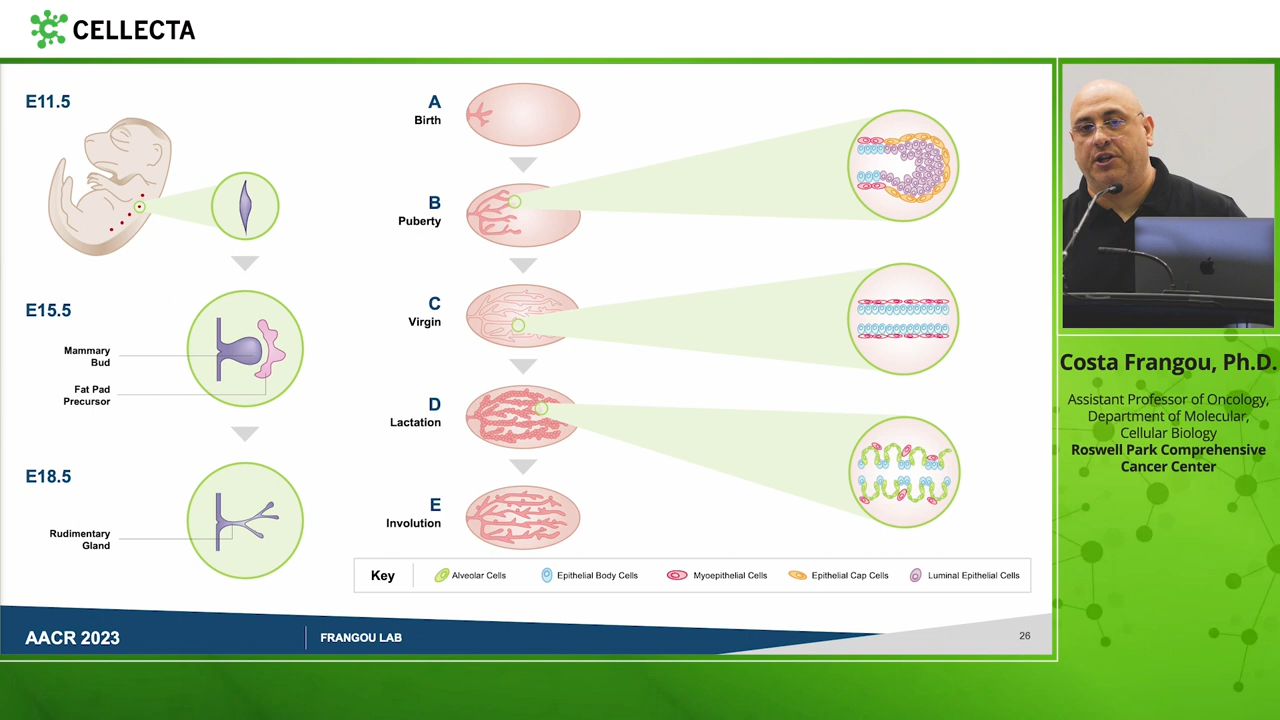 CELLECTA
E11.5
E15.5
Mammary
Bud
Fat Pad
Precursor
E18.5
Rudimentary
Gland
A
Birth
B
Puberty
C
Virgin
D
Lactation
E
Involution
Key
Alveolar Cells
Epithelial Body Cells
Myoepithelial Cells
Epithelial Cap Cells
Luminal Epithelial Cells
AACR 2023
FRANGOU LAB
26
Costa Frangou, Ph.D.
Assistant Professor of Oncology,
Department of Molecular,
Cellular Biology
Roswell Park Comprehensive
Cancer Center